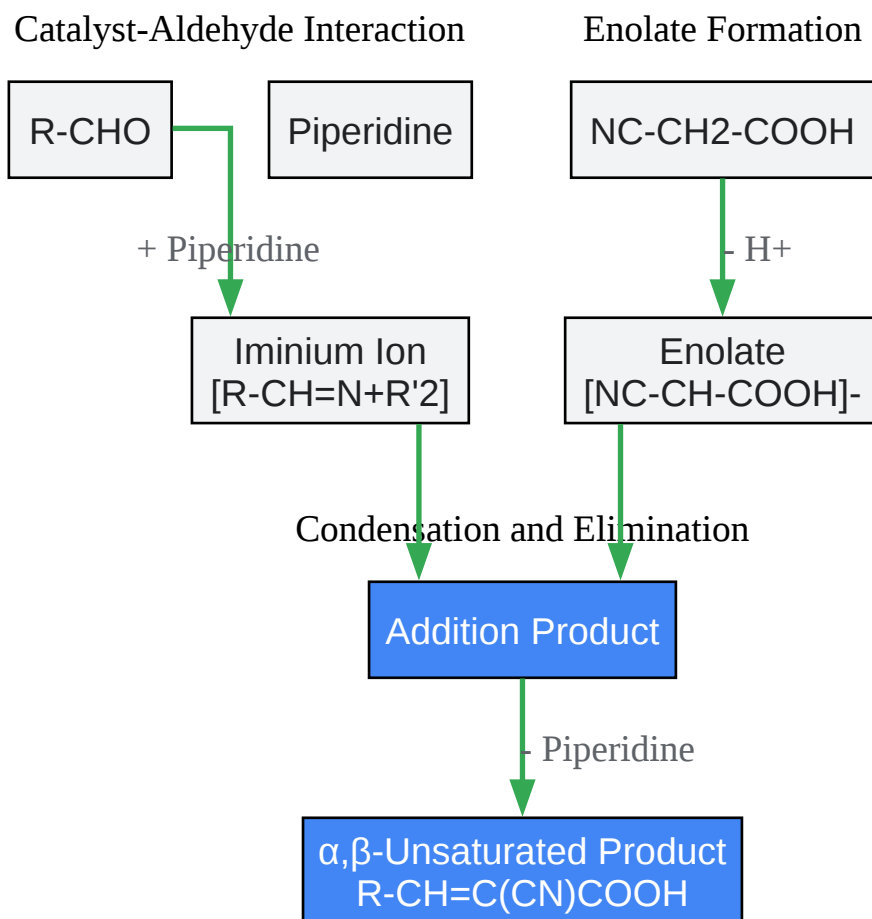 Catalyst-Aldehyde Interaction
Enolate Formation
R-CHO
Piperidine
NC-CH2-COOH
+ Piperidine
- H+
Iminium Ion
[R-CH=N+R'2]
Enolate
[NC-CH-COOH]-
Condensation and Elimination
Addition Product
- Piperidine
α,β-Unsaturated Product
R-CH=C(CN)COOH